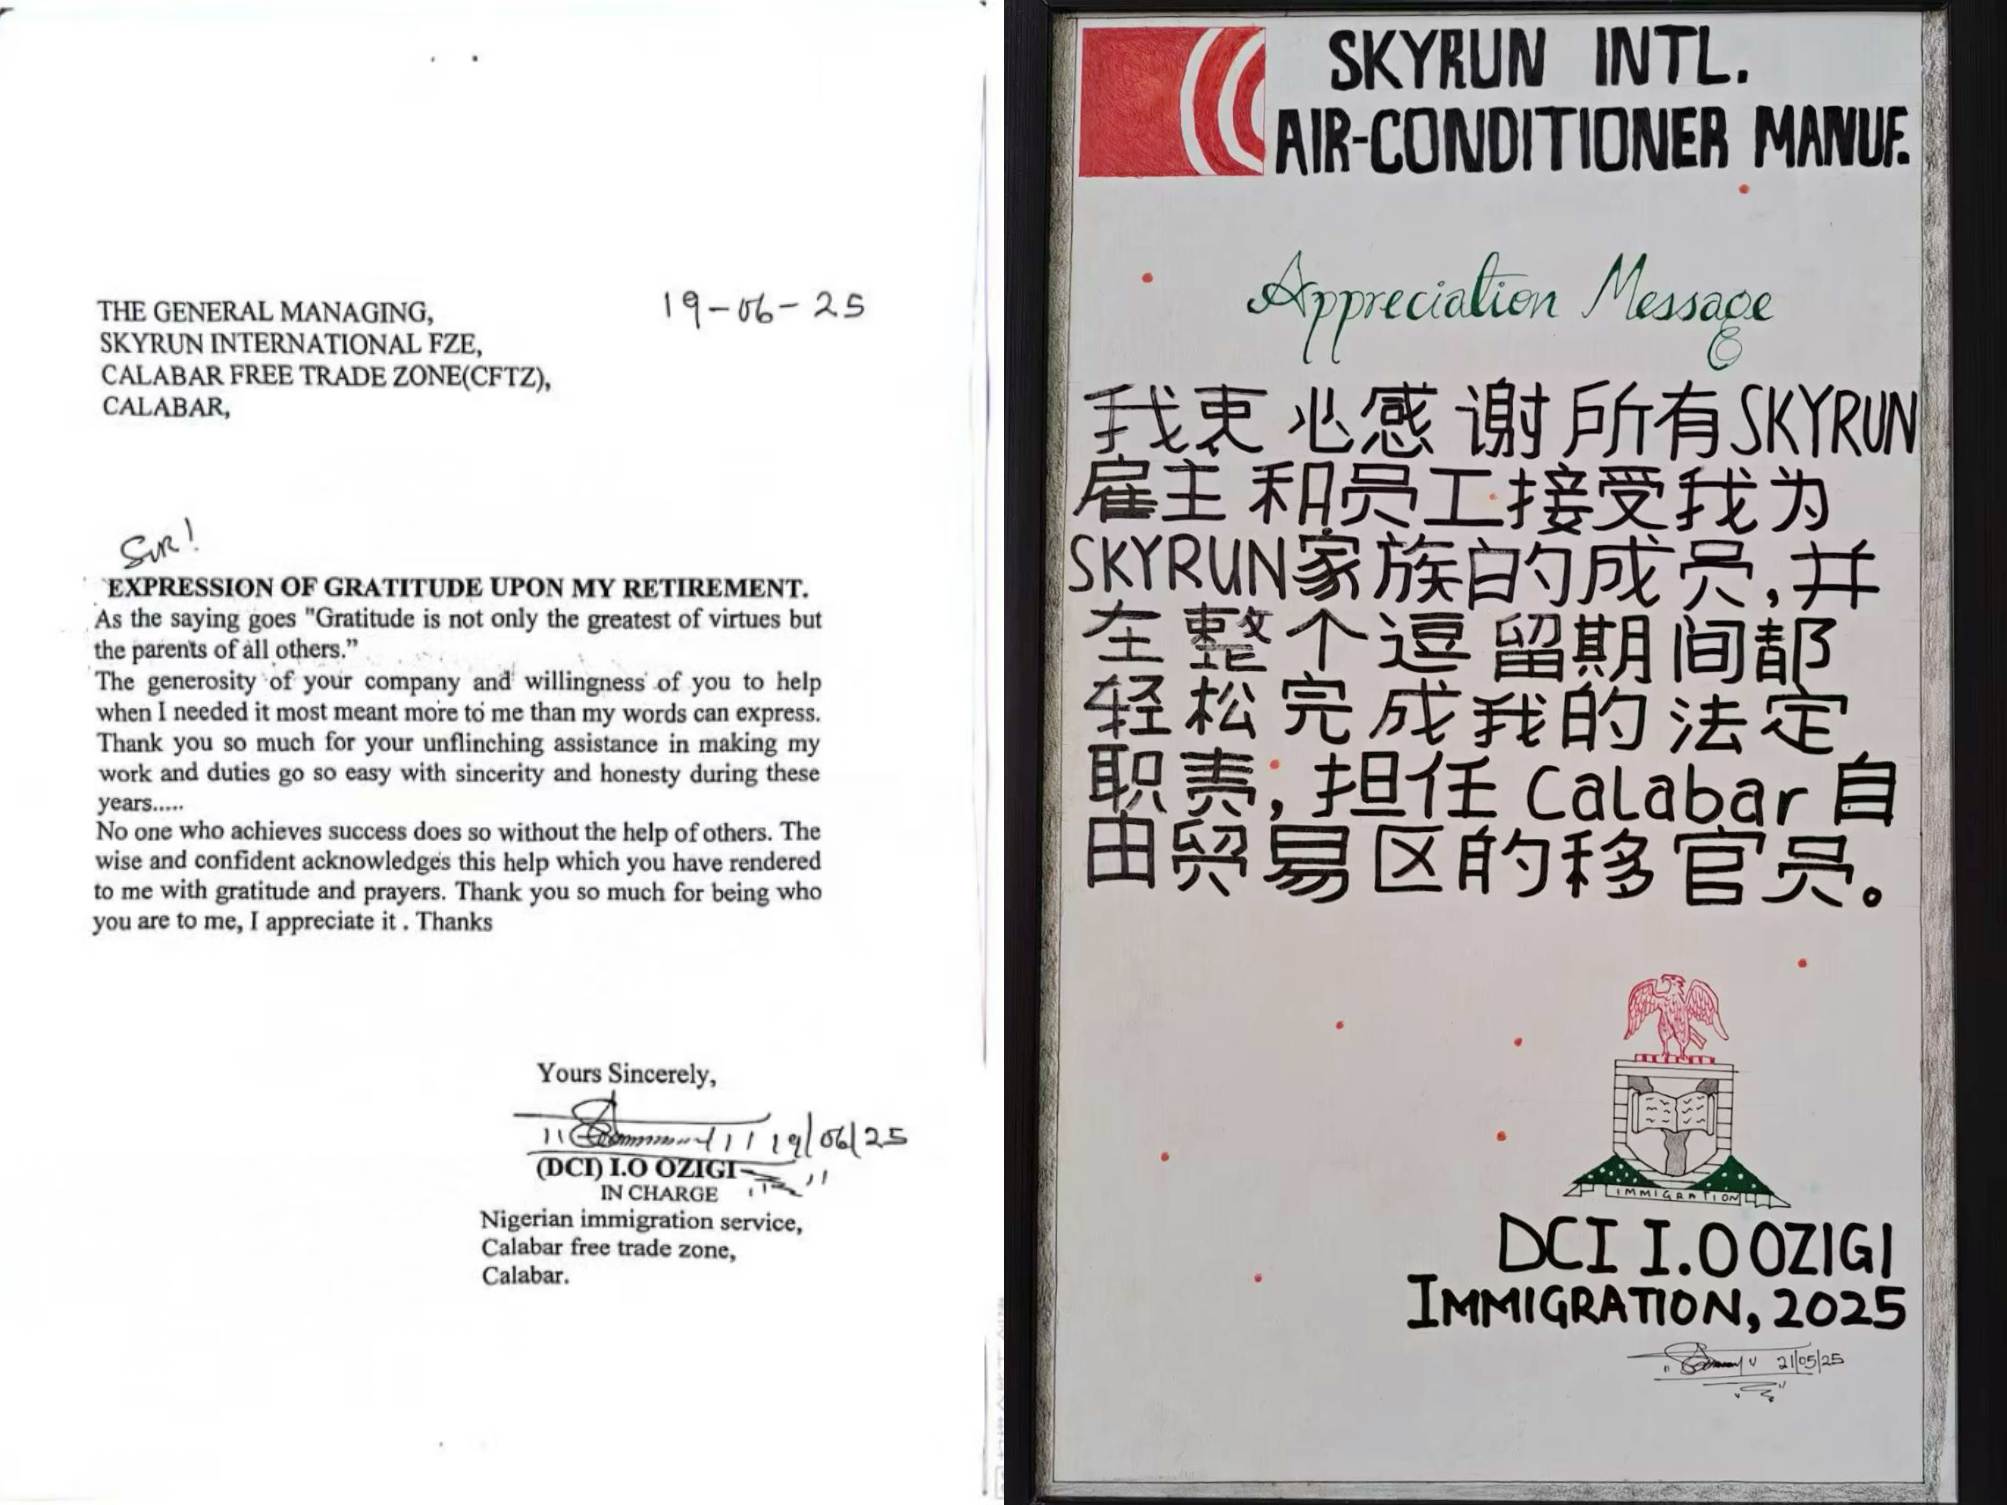 19-06-25
THE GENERAL MANAGING,
SKYRUN INTERNATIONAL FZE,
CALABAR FREE TRADE ZONE(CFTZ),
CALABAR,
Sir!
EXPRESSION OF GRATITUDE UPON MY RETIREMENT.
As the saying goes "Gratitude is not only the greatest of virtues but
the parents of all others.”
The generosity of your company and willingness of you to help
when I needed it most meant more to me than my words can express.
Thank you so much for your unflinching assistance in making my
work and duties go so easy with sincerity and honesty during these
years.....
No one who achieves success does so without the help of others. The
wise and confident acknowledges this help which you have rendered
to me with gratitude and prayers. Thank you so much for being who
you are to me, I appreciate it . Thanks
Yours Sincerely,
19/06/25
(DCI) I.O OZIGI
IN CHARGE
Nigerian immigration service,
Calabar free trade zone,
Calabar.
SKYRUN INTL.
AIR-CONDITIONER MANUF.
Appreciation Message
我衷心感谢所有SKYRUN
雇主和员工接受我为
SKYRUN家族的成员,并
在整个逗留期间都
轻松完成我的法定
职责,担任Calabar自
由贸易区的移官员。
IMMIGRATION
DCI I.O OZIGI
IMMIGRATION, 2025
21/05/25